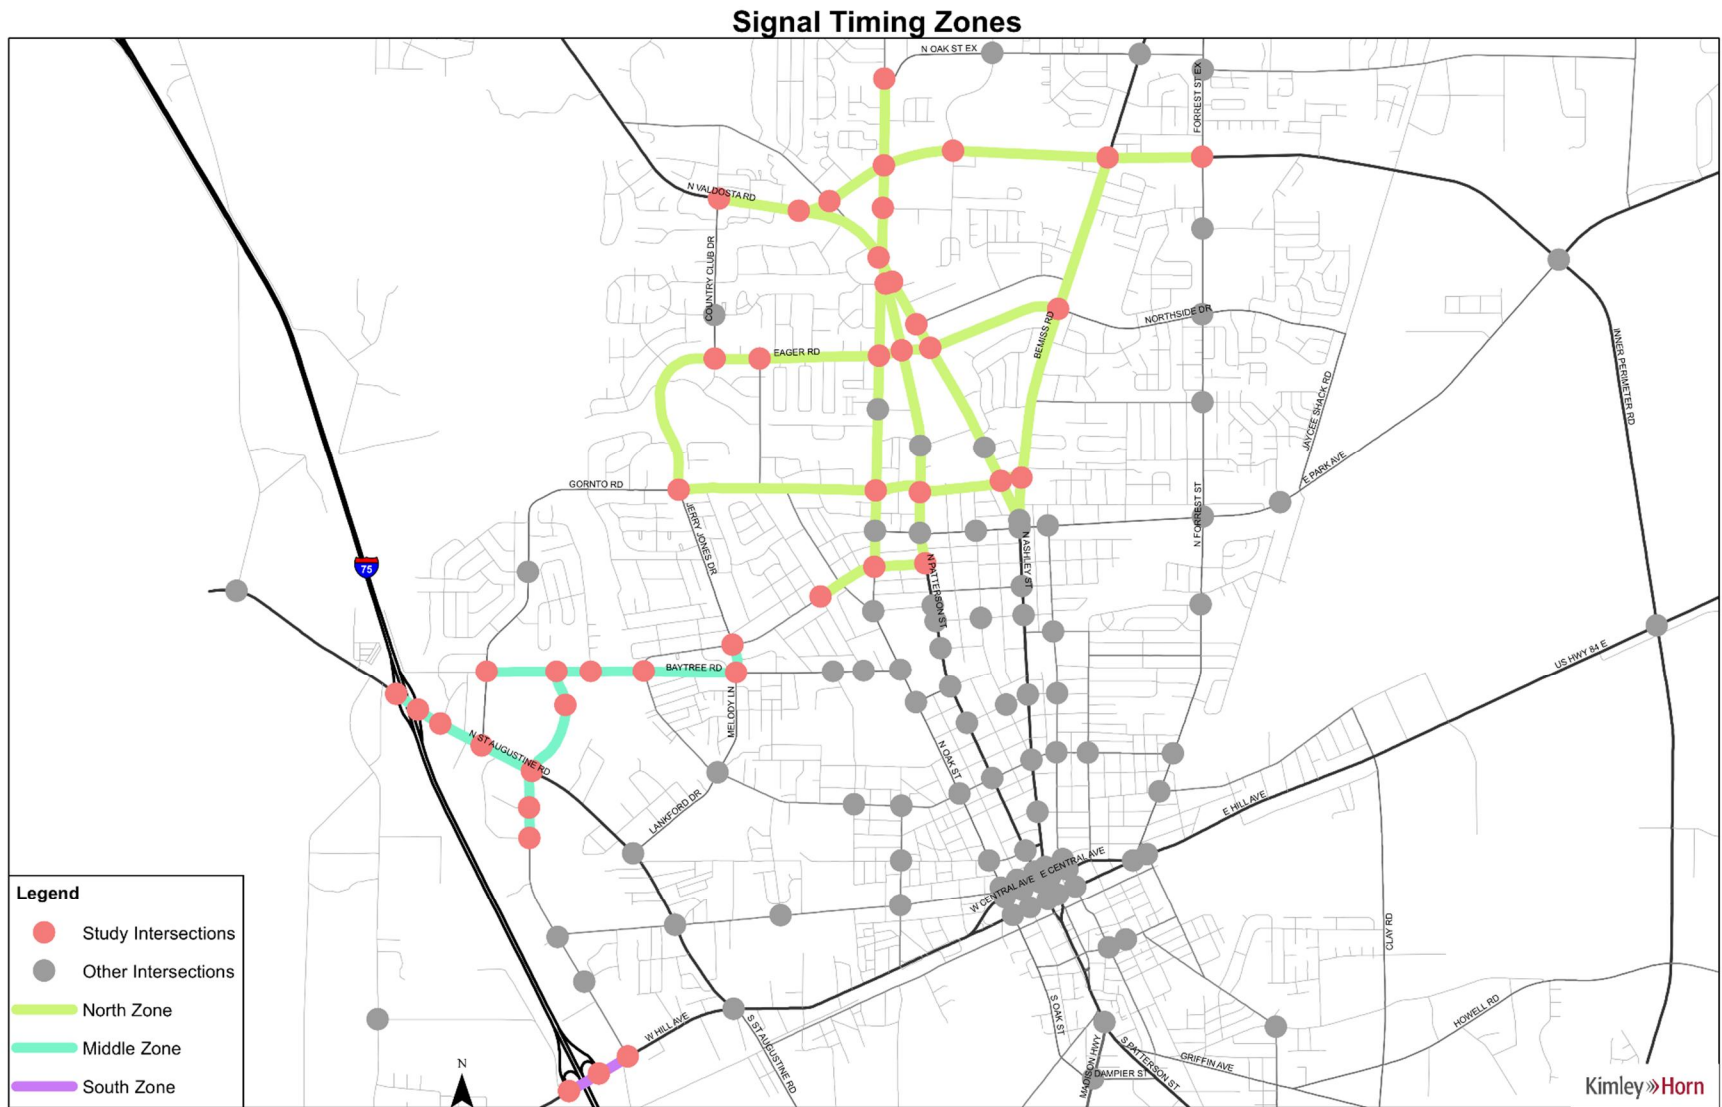 Signal Timing Zones
N OAK ST EX
FORREST ST EX
N VALDOSTA RD
COUNTRY CLUB DR
NORTHSIDE DR
BEMISS RD
EAGER RD
INNER PERIMETER RD
JAYCEE SHACK RD
E PARK AVE
GORNTO RD
JERRY JONES DR
N FORREST ST
N ASHLEY ST
75
N PATTERSON ST
BAYTREE RD
US HWY 84 E
MELODY LN
N ST AUGUSTINE RD
N OAK ST
LANKFORD DR
E HILL AVE
W CENTRAL AVE
E CENTRAL AVE
CLAY RD
Legend
Study Intersections
Other Intersections
North Zone
Middle Zone
South Zone
N
W HILL AVE
S ST AUGUSTINE RD
S OAK ST
MADISON HWY
S PATTERSON ST
DAMPIER ST
GRIFFIN AVE
HOWELL RD
Kimley»Horn